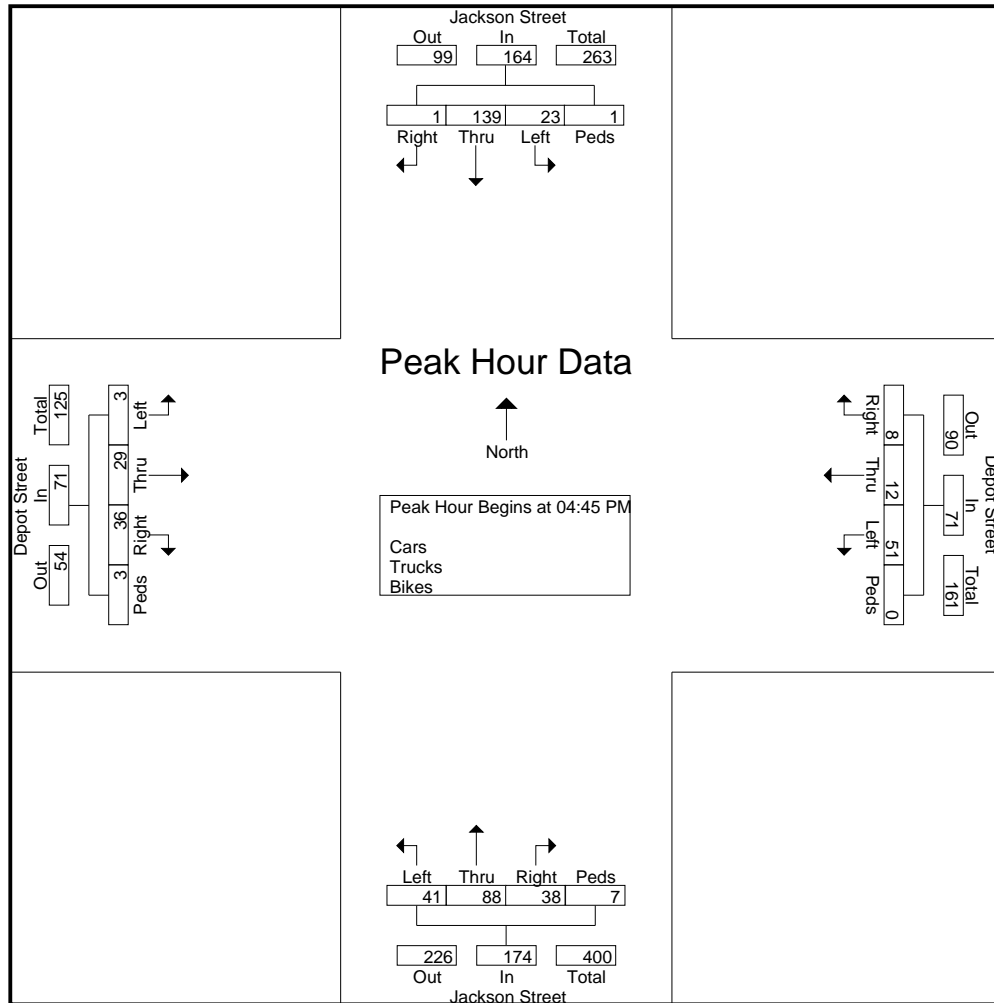 Jackson Street
Out In Total
99 164 263
1 139 23 1
Right Thru Left Peds
Peak Hour Data
North
Peak Hour Begins at 04:45 PM
Cars
Trucks
Bikes
Depot Street
Total In Out
125 71 54
3 29 36 3
Left Thru Right Peds
Depot Street
Out In Total
90 71 161
8 12 51 0
Right Thru Left Peds
Left Thru Right Peds
41 88 38 7
226 174 400
Out In Total
Jackson Street